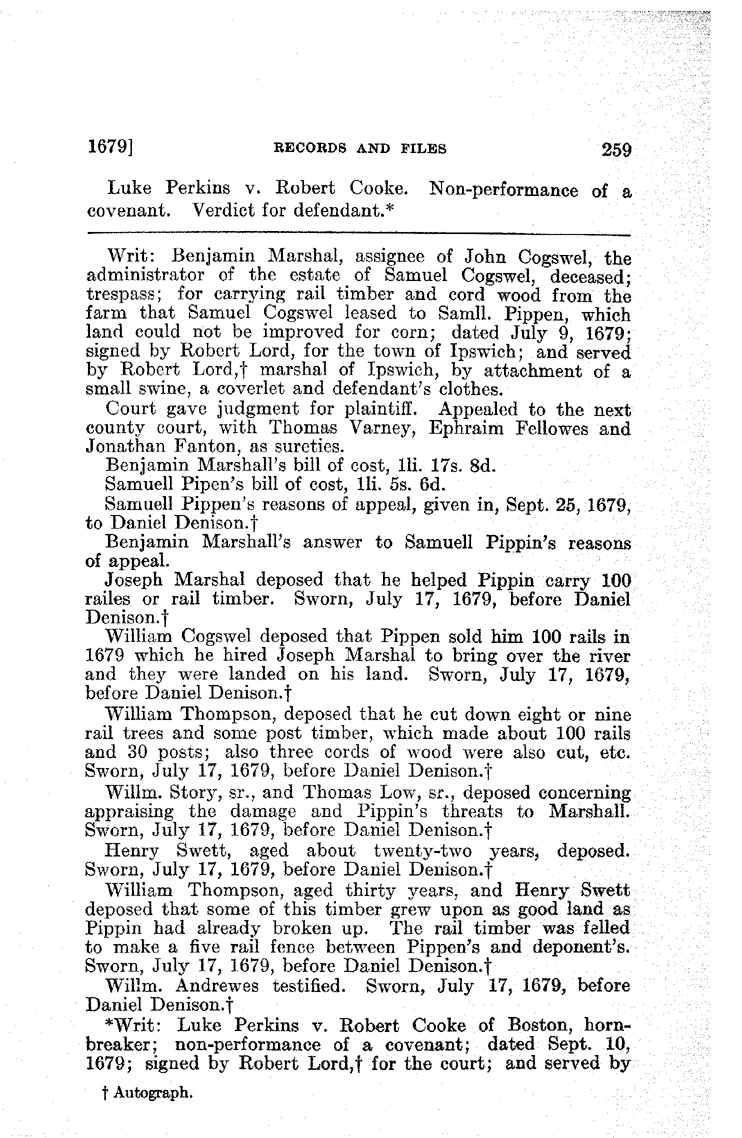 1679] RECORDS AND FILES 259
Luke Perkins v. Robert Cooke. Non-performance of a
covenant. Verdict for defendant.*
Writ: Benjamin Marshal, assignee of John Cogswel, the
administrator of the estate of Samuel Cogswel, deceased;
trespass; for carrying rail timber and cord wood from the
farm that Samuel Cogswel leased to Samll. Pippen, which
land could not be improved for corn; dated July 9, 1679;
signed by Robert Lord, for the town of Ipswich; and served
by Robert Lord,† marshal of Ipswich, by attachment of a
small swine, a coverlet and defendant's clothes.
Court gave judgment for plaintiff. Appealed to the next
county court, with Thomas Varney, Ephraim Fellowes and
Jonathan Fanton, as sureties.
Benjamin Marshall's bill of cost, 1li. 17s. 8d.
Samuell Pipen's bill of cost, 1li. 5s. 6d.
Samuell Pippen's reasons of appeal, given in, Sept. 25, 1679,
to Daniel Denison.†
Benjamin Marshall's answer to Samuell Pippin's reasons
of appeal.
Joseph Marshal deposed that he helped Pippin carry 100
railes or rail timber. Sworn, July 17, 1679, before Daniel
Denison.†
William Cogswel deposed that Pippen sold him 100 rails in
1679 which he hired Joseph Marshal to bring over the river
and they were landed on his land. Sworn, July 17, 1679,
before Daniel Denison.†
William Thompson, deposed that he cut down eight or nine
rail trees and some post timber, which made about 100 rails
and 30 posts; also three cords of wood were also cut, etc.
Sworn, July 17, 1679, before Daniel Denison.†
Willm. Story, sr., and Thomas Low, sr., deposed concerning
appraising the damage and Pippin's threats to Marshall.
Sworn, July 17, 1679, before Daniel Denison.†
Henry Swett, aged about twenty-two years, deposed.
Sworn, July 17, 1679, before Daniel Denison.†
William Thompson, aged thirty years, and Henry Swett
deposed that some of this timber grew upon as good land as
Pippin had already broken up. The rail timber was felled
to make a five rail fence between Pippen's and deponent's.
Sworn, July 17, 1679, before Daniel Denison.†
Willm. Andrewes testified. Sworn, July 17, 1679, before
Daniel Denison.†
*Writ: Luke Perkins v. Robert Cooke of Boston, horn-
breaker; non-performance of a covenant; dated Sept. 10,
1679; signed by Robert Lord,† for the court; and served by
† Autograph.